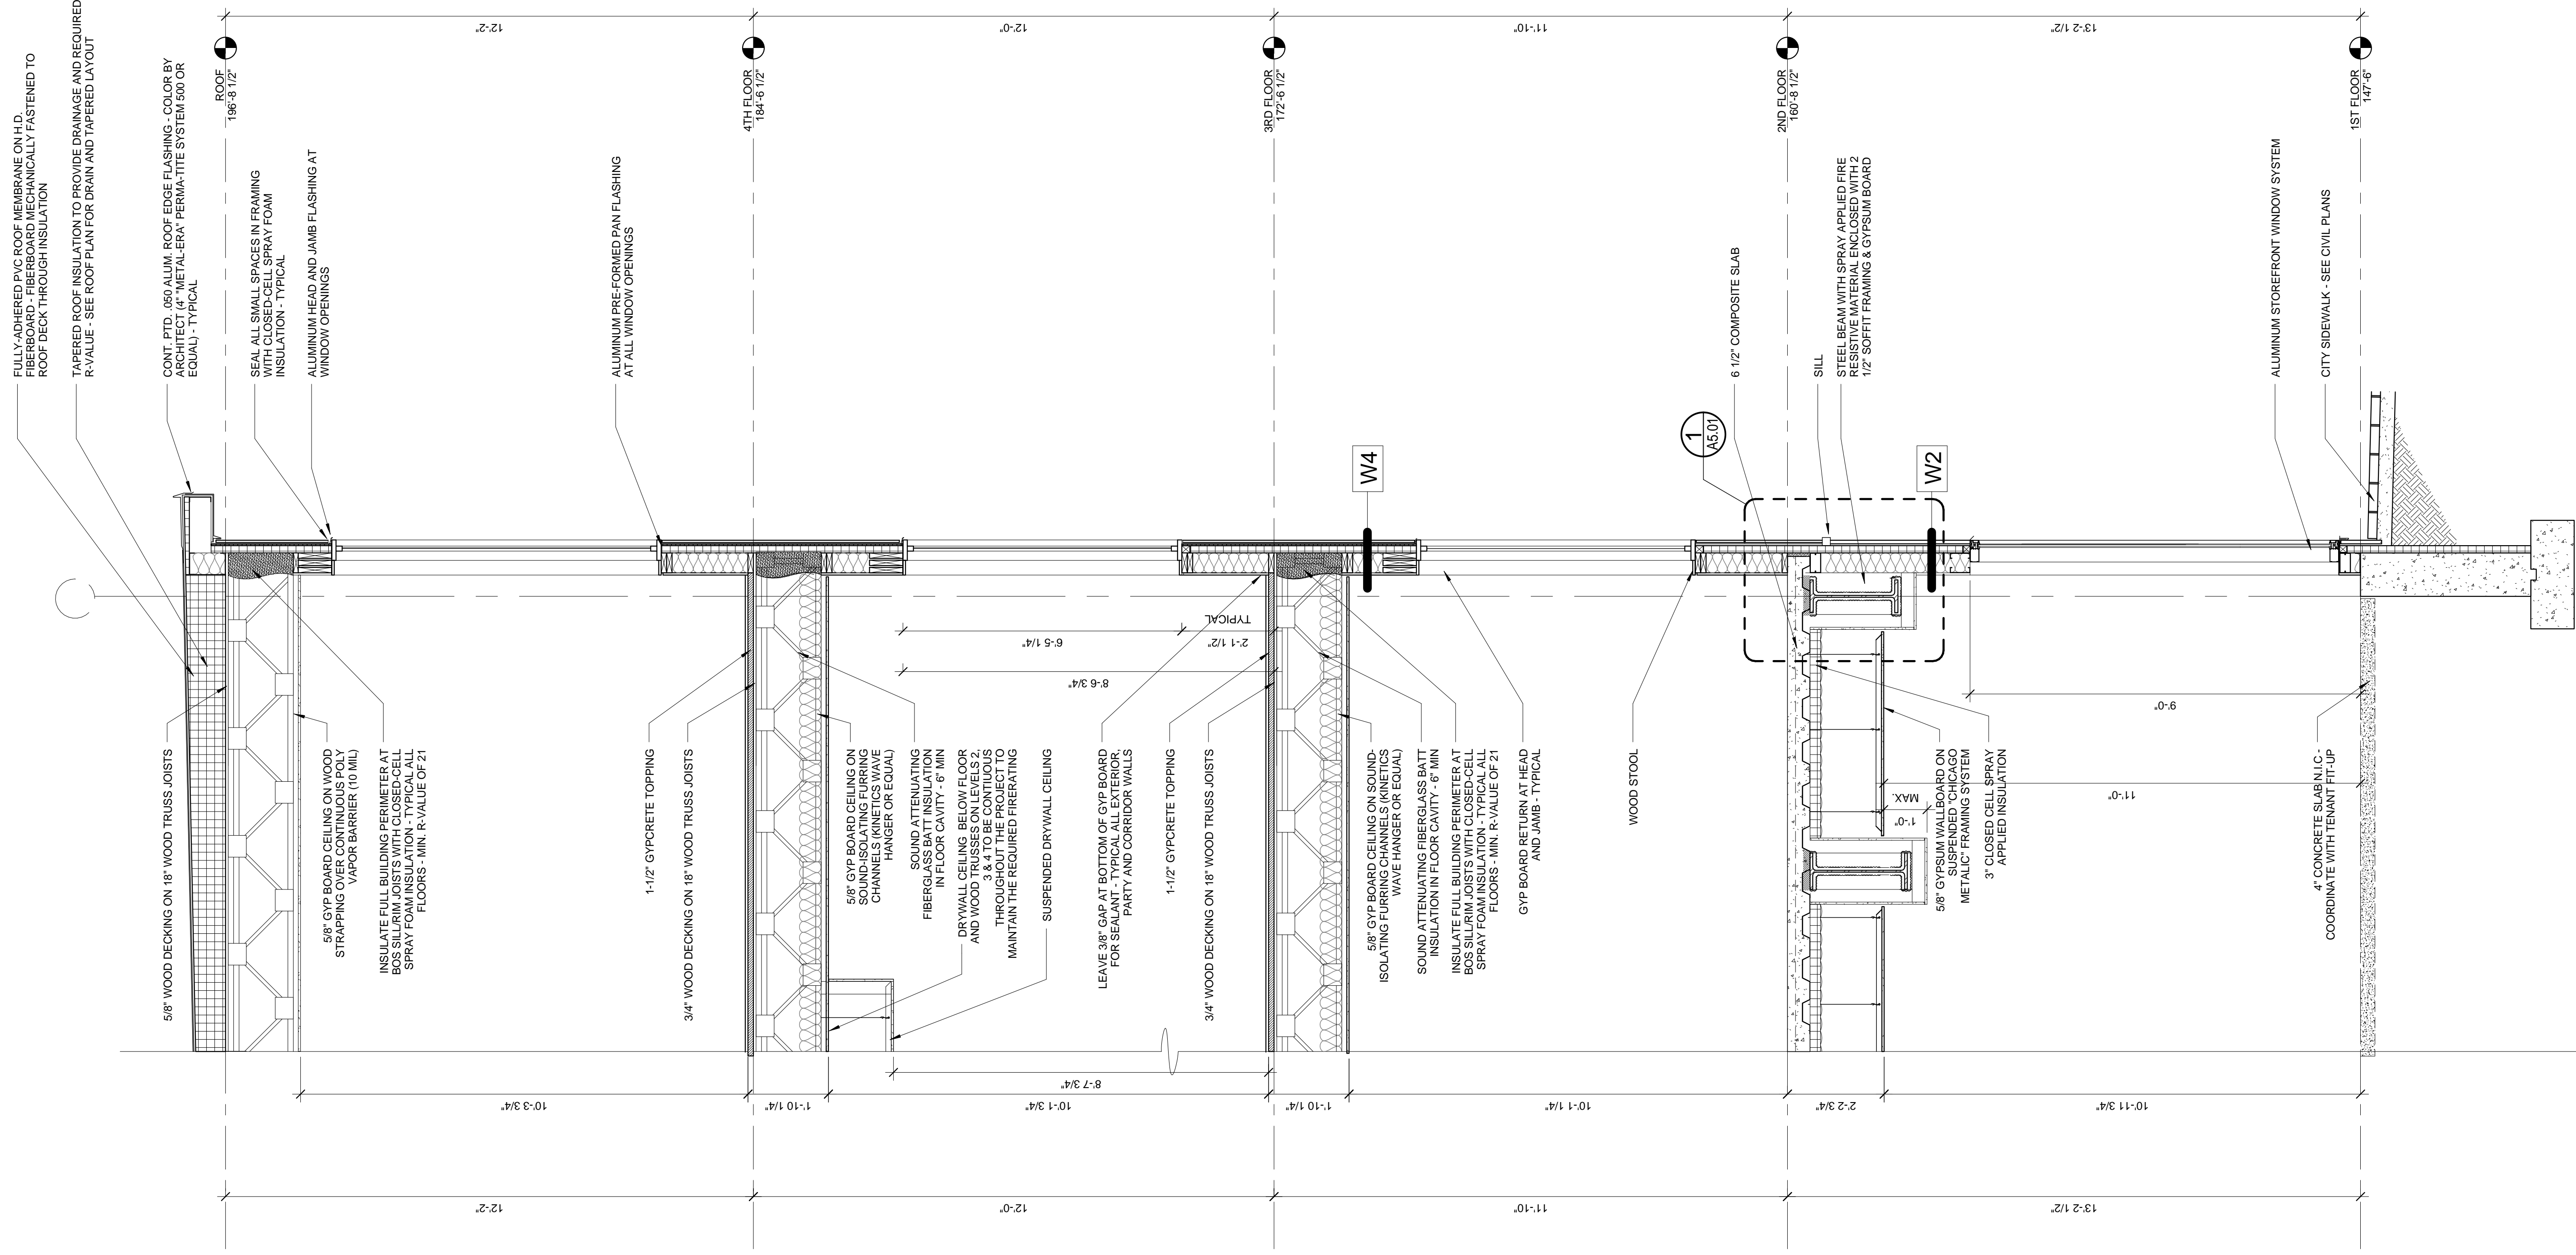 FULLY-ADHERED PVC ROOF MEMBRANE ON H.D.
FIBERBOARD - FIBERBOARD MECHANICALLY FASTENED TO
ROOF DECK THROUGH INSULATION
TAPERED ROOF INSULATION TO PROVIDE DRAINAGE AND REQUIRED
R-VALUE - SEE ROOF PLAN FOR DRAIN AND TAPERED LAYOUT
CONT. PTD. .050 ALUM. ROOF EDGE FLASHING - COLOR BY
ARCHITECT (4" "METAL-ERA" PERMA-TITE SYSTEM 500 OR
EQUAL) - TYPICAL
ROOF
196'-8 1/2"
SEAL ALL SMALL SPACES IN FRAMING
WITH CLOSED-CELL SPRAY FOAM
INSULATION - TYPICAL
ALUMINUM HEAD AND JAMB FLASHING AT
WINDOW OPENINGS
12'-2"
ALUMINUM PRE-FORMED PAN FLASHING
AT ALL WINDOW OPENINGS
4TH FLOOR
184'-6 1/2"
12'-0"
3RD FLOOR
172'-6 1/2"
W4
11'-10"
1
A5.01
6 1/2" COMPOSITE SLAB
2ND FLOOR
160'-8 1/2"
SILL
STEEL BEAM WITH SPRAY APPLIED FIRE
RESISTIVE MATERIAL ENCLOSED WITH 2
1/2" SOFFIT FRAMING & GYPSUM BOARD
W2
13'-2 1/2"
ALUMINUM STOREFRONT WINDOW SYSTEM
CITY SIDEWALK - SEE CIVIL PLANS
1ST FLOOR
147'-6"
5/8" WOOD DECKING ON 18" WOOD TRUSS JOISTS
5/8" GYP BOARD CEILING ON WOOD
STRAPPING OVER CONTINUOUS POLY
VAPOR BARRIER (10 MIL)
INSULATE FULL BUILDING PERIMETER AT
BOS SILL/RIM JOISTS WITH CLOSED-CELL
SPRAY FOAM INSULATION - TYPICAL ALL
FLOORS - MIN. R-VALUE OF 21
1-1/2" GYPCRETE TOPPING
3/4" WOOD DECKING ON 18" WOOD TRUSS JOISTS
5/8" GYP BOARD CEILING ON
SOUND-ISOLATING FURRING
CHANNELS (KINETICS WAVE
HANGER OR EQUAL)
SOUND ATTENUATING
FIBERGLASS BATT INSULATION
IN FLOOR CAVITY - 6" MIN
DRYWALL CEILING BELOW FLOOR
AND WOOD TRUSSES ON LEVELS 2,
3 & 4 TO BE CONTIUOUS
THROUGHOUT THE PROJECT TO
MAINTAIN THE REQUIRED FIRERATING
SUSPENDED DRYWALL CEILING
6'-5 1/4"
2'-1 1/2"
TYPICAL
8'-6 3/4"
LEAVE 3/8" GAP AT BOTTOM OF GYP BOARD
FOR SEALANT - TYPICAL ALL EXTERIOR,
PARTY AND CORRIDOR WALLS
1-1/2" GYPCRETE TOPPING
3/4" WOOD DECKING ON 18" WOOD TRUSS JOISTS
5/8" GYP BOARD CEILING ON SOUND-
ISOLATING FURRING CHANNELS (KINETICS
WAVE HANGER OR EQUAL)
SOUND ATTENUATING FIBERGLASS BATT
INSULATION IN FLOOR CAVITY - 6" MIN
INSULATE FULL BUILDING PERIMETER AT
BOS SILL/RIM JOISTS WITH CLOSED-CELL
SPRAY FOAM INSULATION - TYPICAL ALL
FLOORS - MIN. R-VALUE OF 21
GYP BOARD RETURN AT HEAD
AND JAMB - TYPICAL
WOOD STOOL
5/8" GYPSUM WALLBOARD ON
SUSPENDED "CHICAGO
METALIC" FRAMING SYSTEM
3" CLOSED CELL SPRAY
APPLIED INSULATION
1'-0"
MAX.
9'-0"
11'-0"
4" CONCRETE SLAB N.I.C -
COORDINATE WITH TENANT FIT-UP
10'-3 3/4"
1'-10 1/4"
8'-7 3/4"
10'-1 3/4"
1'-10 1/4"
10'-1 1/4"
2'-2 3/4"
10'-11 3/4"
12'-2"
12'-0"
11'-10"
13'-2 1/2"